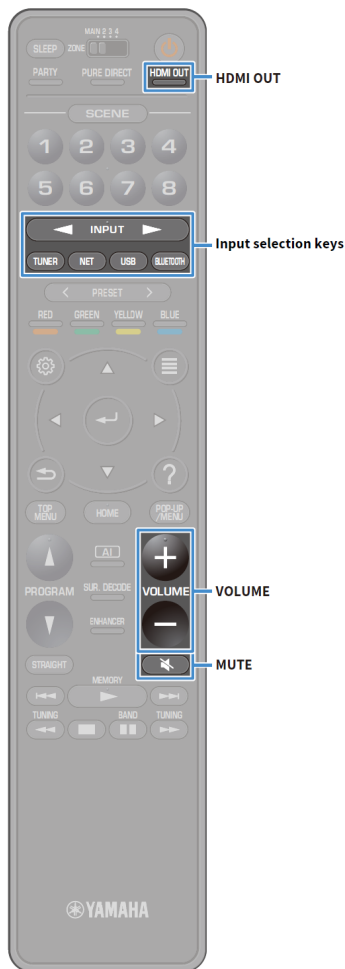 MAIN 2 3 4
SLEEP ZONE
PARTY PURE DIRECT HDMI OUT
HDMI OUT
SCENE
1 2 3 4
5 6 7 8
INPUT
Input selection keys
TUNER NET USB BLUETOOTH
PRESET
RED GREEN YELLOW BLUE
?
TOP
MENU
HOME
POP-UP
/MENU
AI
PROGRAM SUR. DECODE VOLUME
VOLUME
ENHANCER
STRAIGHT
MUTE
MEMORY
TUNING BAND TUNING
YAMAHA